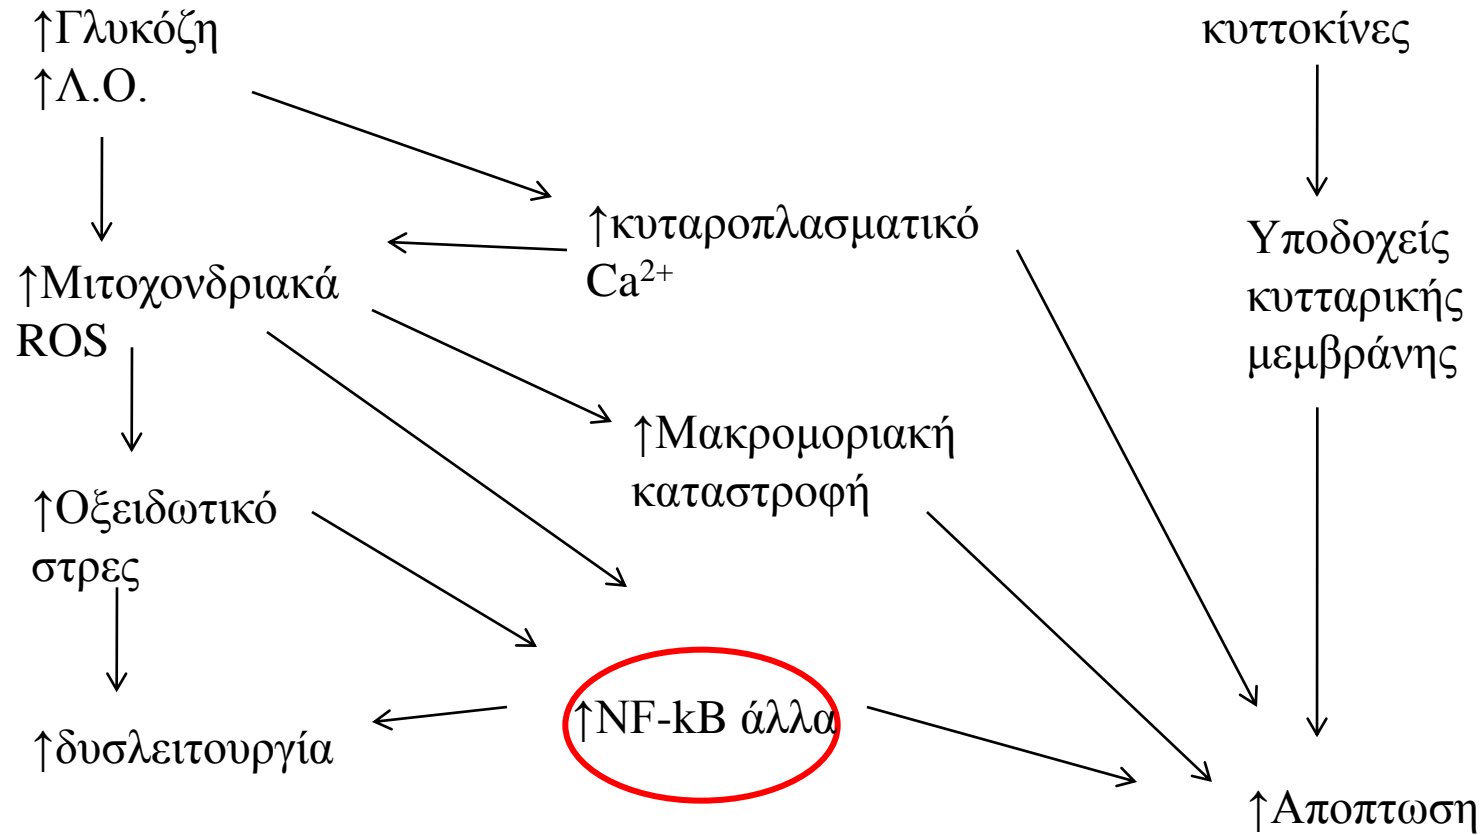 ↑Γλυκόζη
↑Λ.Ο.
κυττοκίνες
↑κυταροπλασματικό
Ca²⁺
Υποδοχείς
κυτταρικής
μεμβράνης
↑Μιτοχονδριακά
ROS
↑Μακρομοριακή
καταστροφή
↑Οξειδωτικό
στρες
↑NF-kB άλλα
↑δυσλειτουργία
↑Αποπτωση